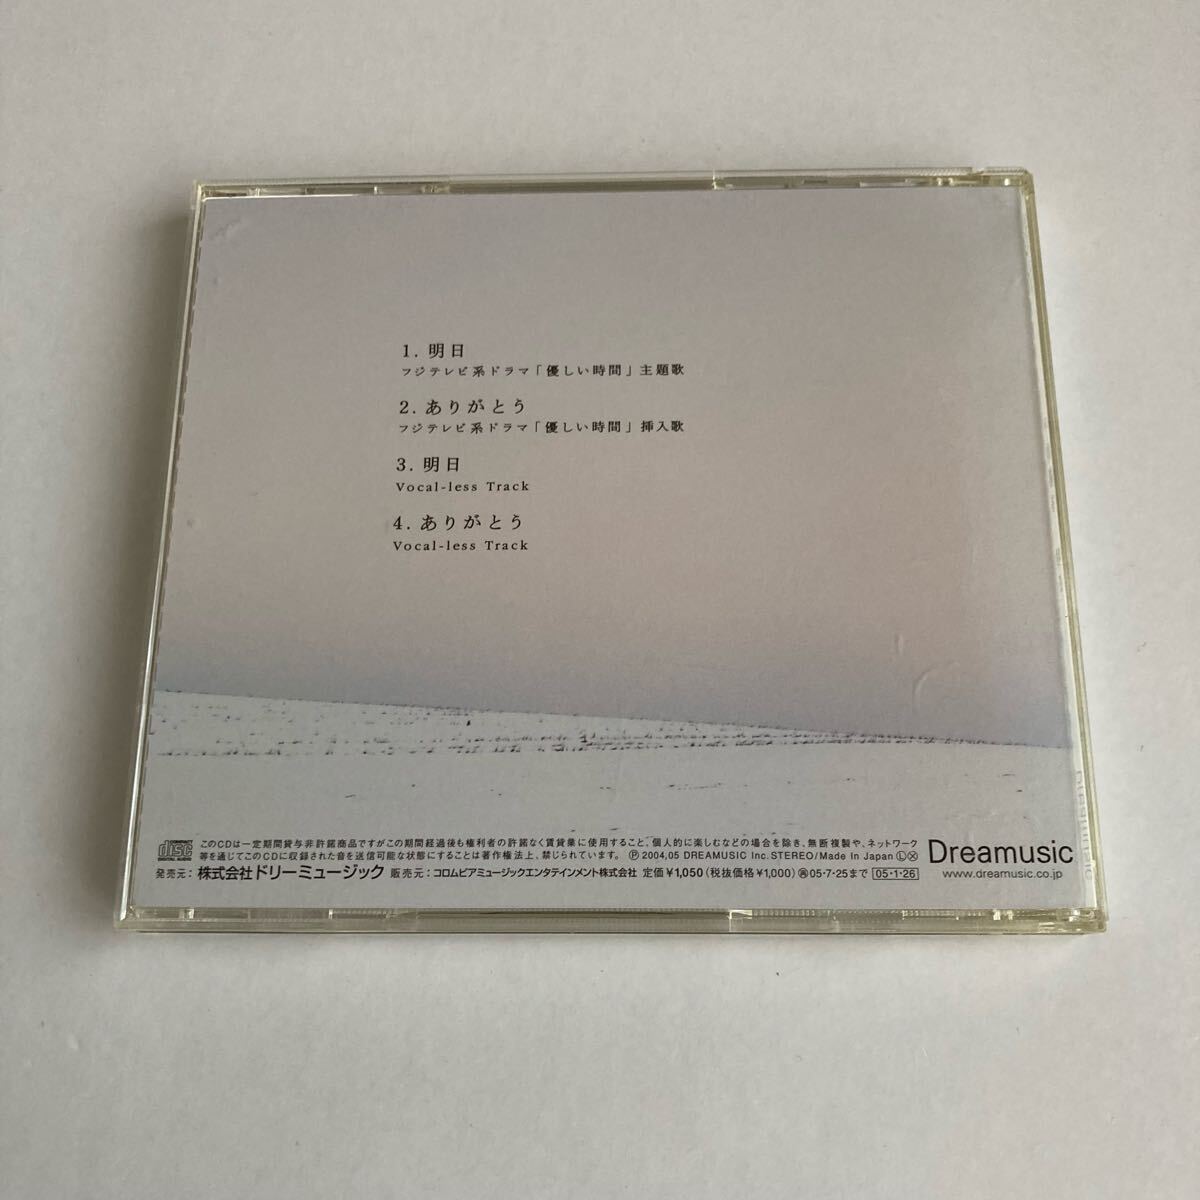 1. 明日
フジテレビ系ドラマ「優しい時間」主題歌
2. ありがとう
フジテレビ系ドラマ「優しい時間」挿入歌
3. 明日
Vocal-less Track
4. ありがとう
Vocal-less Track
disc
DIGITAL AUDIO
このCDは一定期間貸与非許諾商品ですがこの期間経過後も権利者の許諾なく賃貸業に使用すること、個人的に楽しむなどの場合を除き、無断複製や、ネットワーク
等を通じてこのCDに収録された音を送信可能な状態にすることは著作権法上、禁じられています。 Ⓟ 2004,05 DREAMUSIC Inc. STEREO/Made In Japan Ⓛ Ⓧ
発売元:株式会社ドリーミュージック 販売元:コロムビアミュージックエンタテインメント株式会社 定価¥1,050(税抜価格¥1,000) ㊙05・7・25まで 05・1・26
Dreamusic
www.dreamusic.co.jp